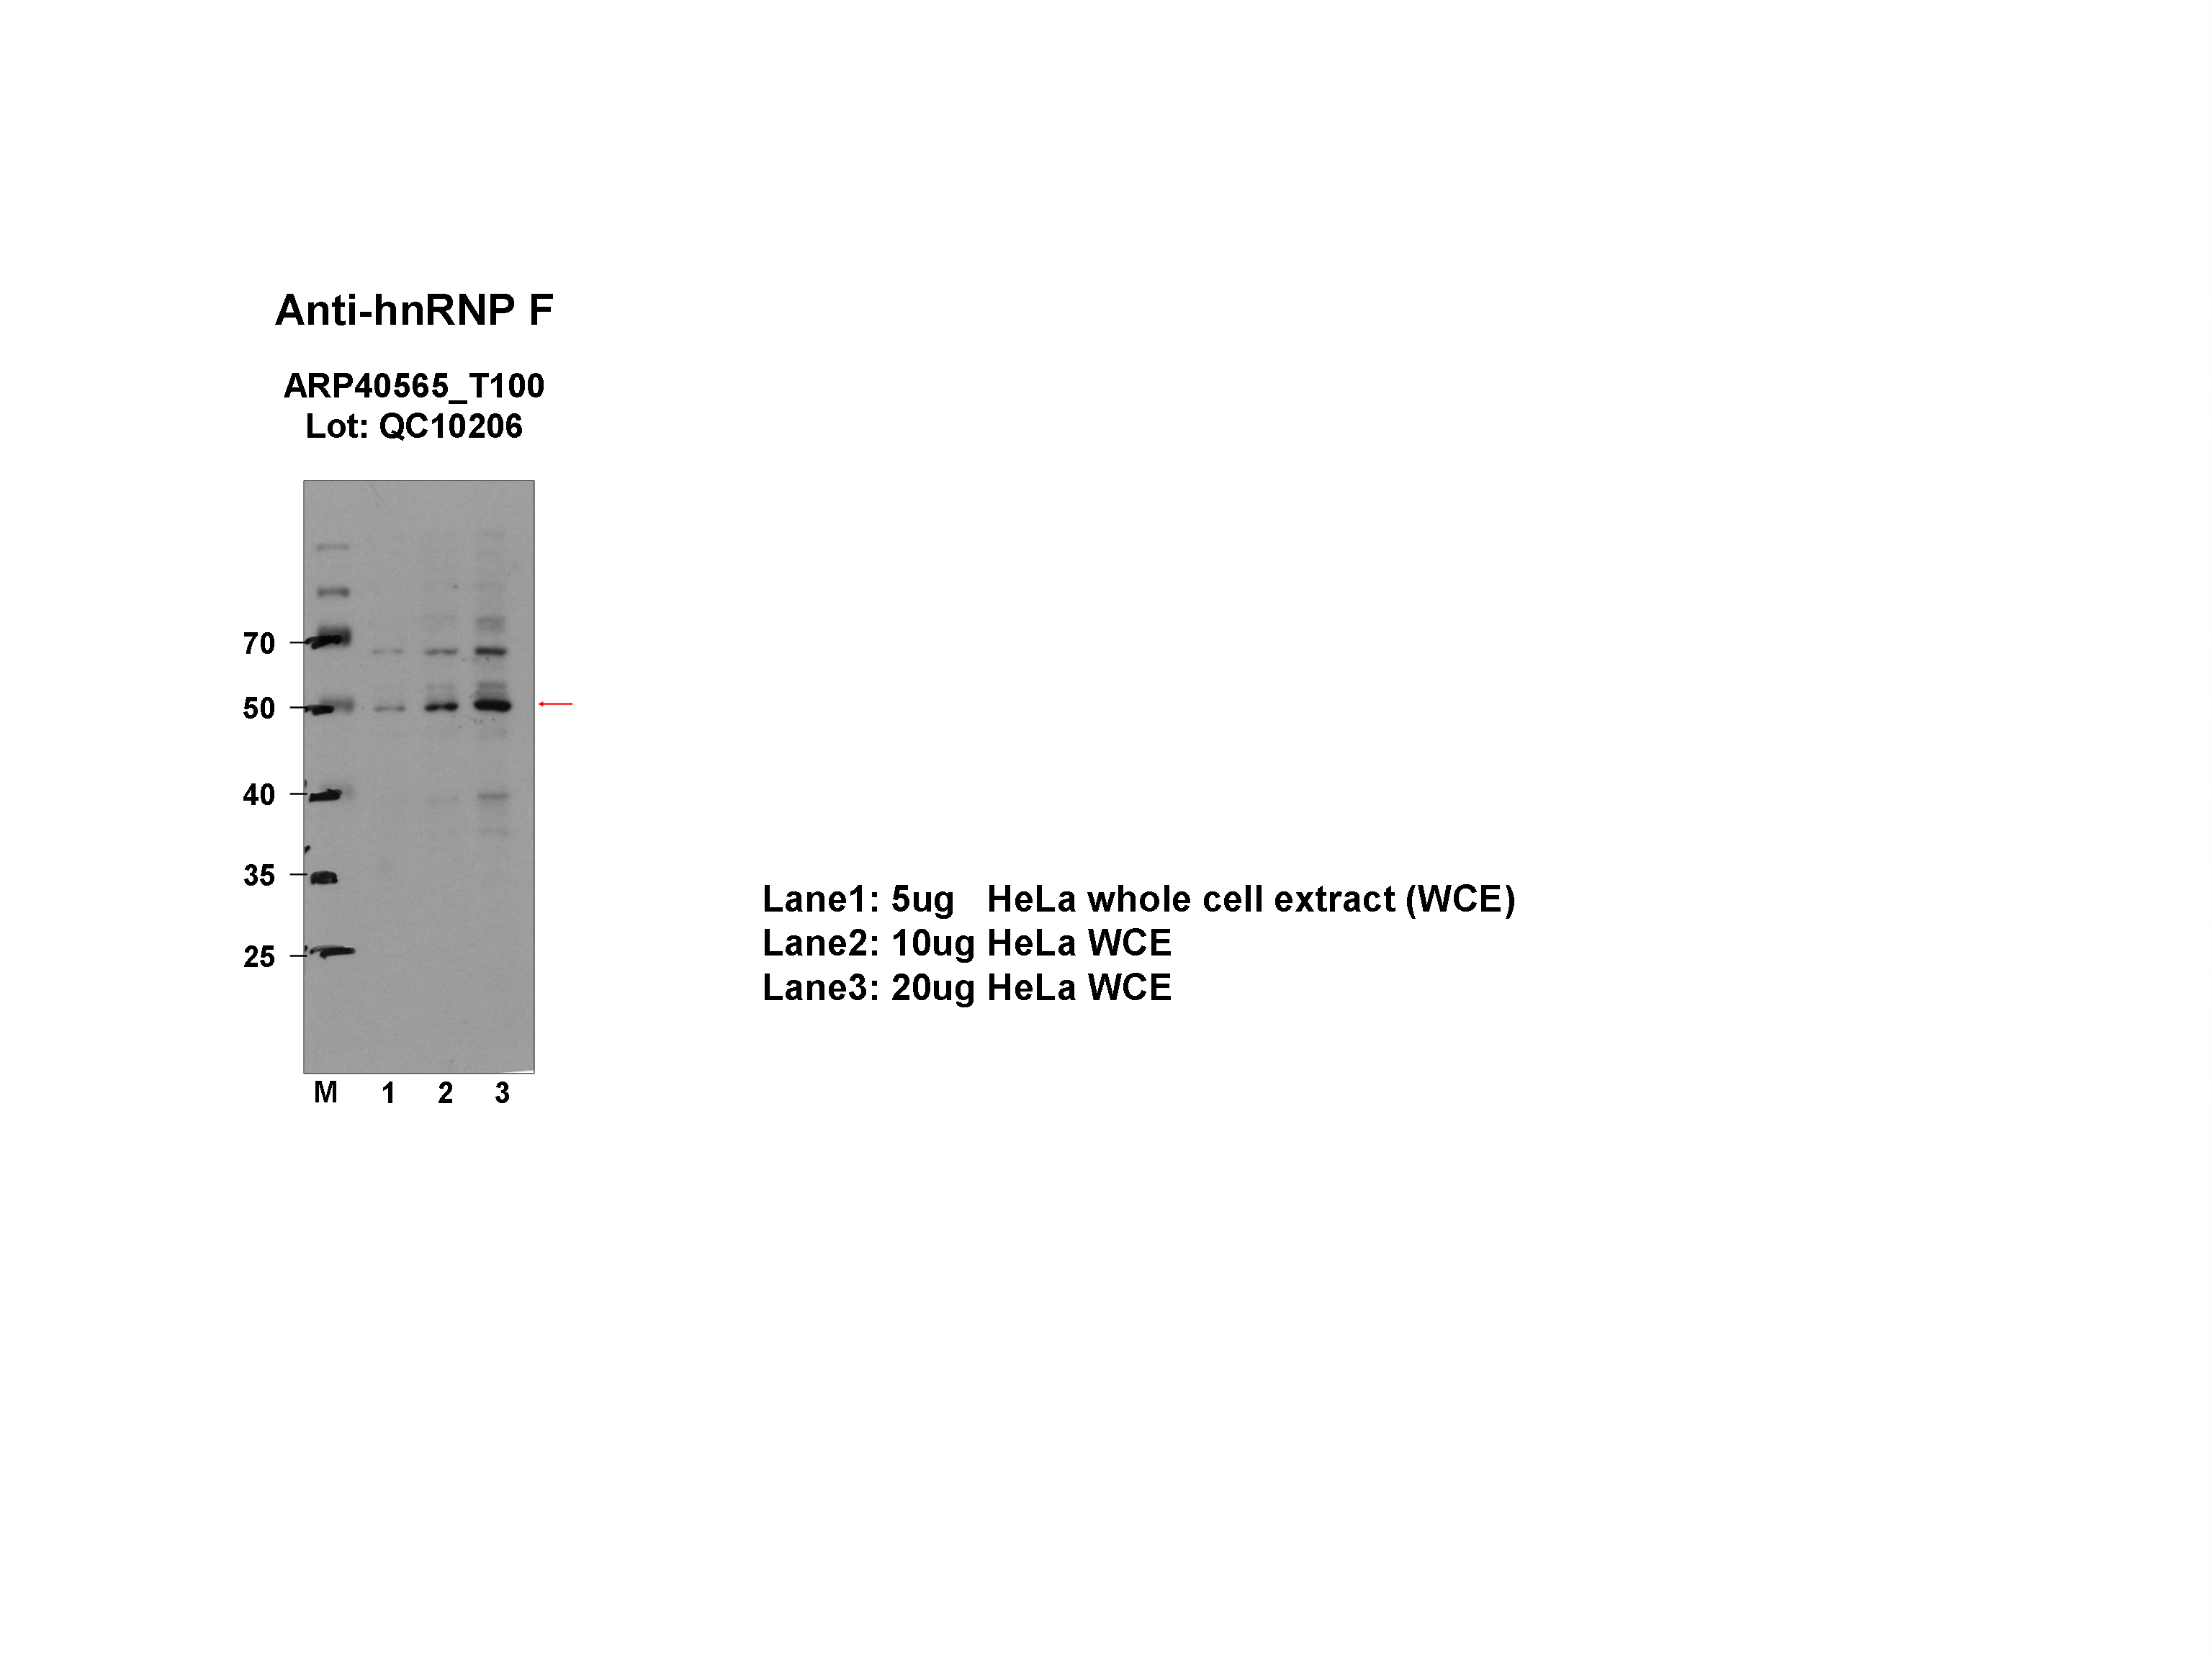 Anti-hnRNP F
ARP40565_T100
Lot: QC10206
70
50
40
35
25
M 1 2 3
Lane1: 5ug HeLa whole cell extract (WCE)
Lane2: 10ug HeLa WCE
Lane3: 20ug HeLa WCE